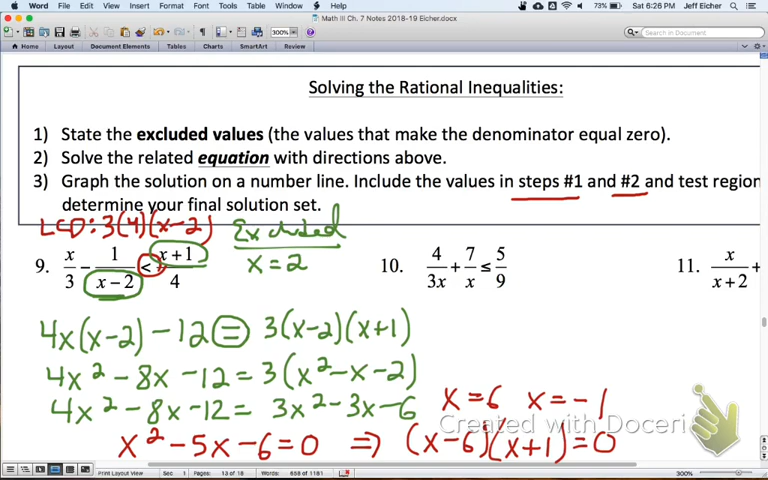 Word File Edit View Insert Format Font Tools Table Window Help 73% Sat 6:26 PM Jeff Eicher
Math III Ch. 7 Notes 2018-19 Eicher.docx
300% Search in Document
Home Layout Document Elements Tables Charts SmartArt Review
Solving the Rational Inequalities:
1) State the excluded values (the values that make the denominator equal zero).
2) Solve the related equation with directions above.
3) Graph the solution on a number line. Include the values in steps #1 and #2 and test region
determine your final solution set.
LCD: 3(4)(x-2) Excluded
x = 2
9. x/3 − 1/(x − 2) < (x + 1)/4
10. 4/3x + 7/x ≤ 5/9
11. x/(x + 2) +
4x(x-2) - 12 = 3(x-2)(x+1)
4x² - 8x - 12 = 3(x² - x - 2)
4x² - 8x - 12 = 3x² - 3x - 6
x = 6 x = -1
x² - 5x - 6 = 0 ⇒ (x-6)(x+1) = 0
Created with Doceri
Print Layout View Sec 1 Pages: 13 of 18 Words: 658 of 1181 300%